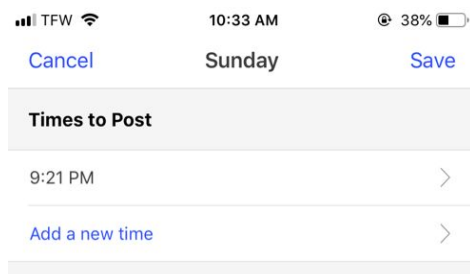 TFW 10:33 AM 38%
Cancel Sunday Save
Times to Post
9:21 PM
Add a new time